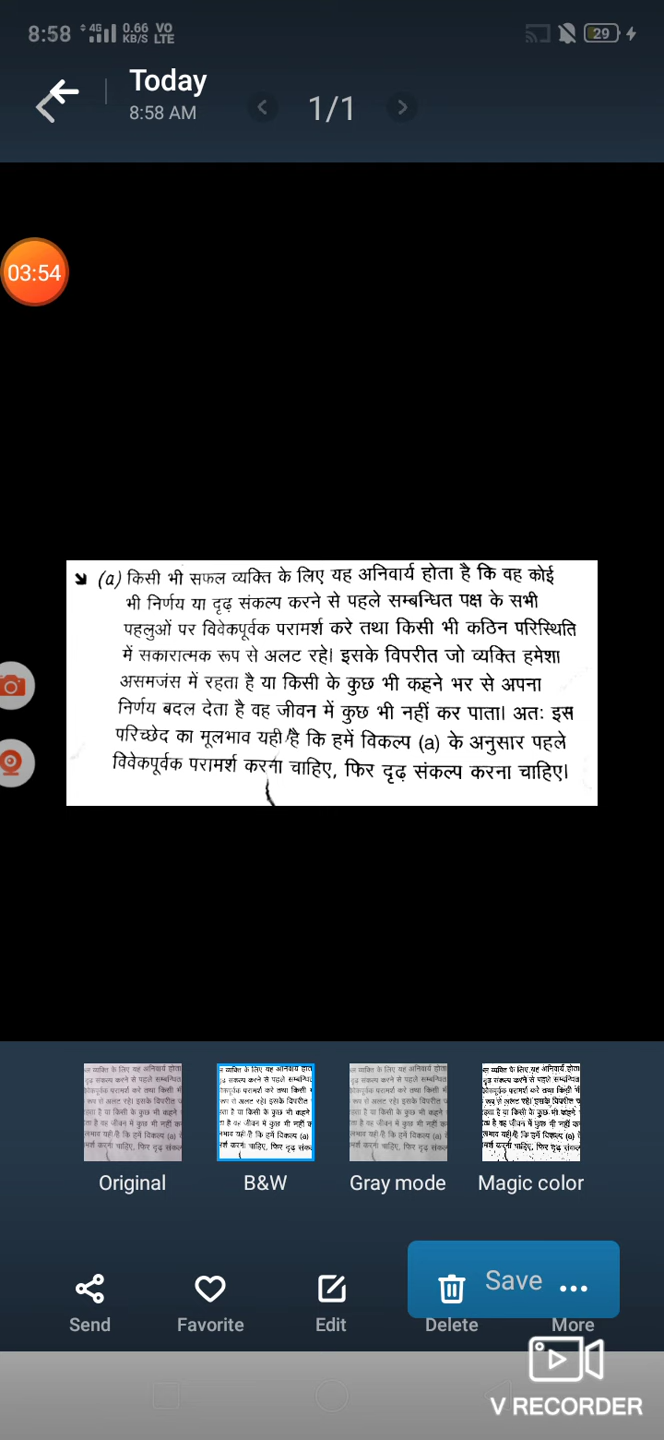 8:58 4G 0.66 KB/S VO LTE 29
Today
8:58 AM
1/1
03:54
(a) किसी भी सफल व्यक्ति के लिए यह अनिवार्य होता है कि वह कोई
भी निर्णय या दृढ़ संकल्प करने से पहले सम्बन्धित पक्ष के सभी
पहलुओं पर विवेकपूर्वक परामर्श करे तथा किसी भी कठिन परिस्थिति
में सकारात्मक रूप से अलट रहे। इसके विपरीत जो व्यक्ति हमेशा
असमजंस में रहता है या किसी के कुछ भी कहने भर से अपना
निर्णय बदल देता है वह जीवन में कुछ भी नहीं कर पाता। अतः इस
परिच्छेद का मूलभाव यही है कि हमें विकल्प (a) के अनुसार पहले
विवेकपूर्वक परामर्श करना चाहिए, फिर दृढ़ संकल्प करना चाहिए।
Original B&W Gray mode Magic color
Save
Send Favorite Edit Delete More
V RECORDER